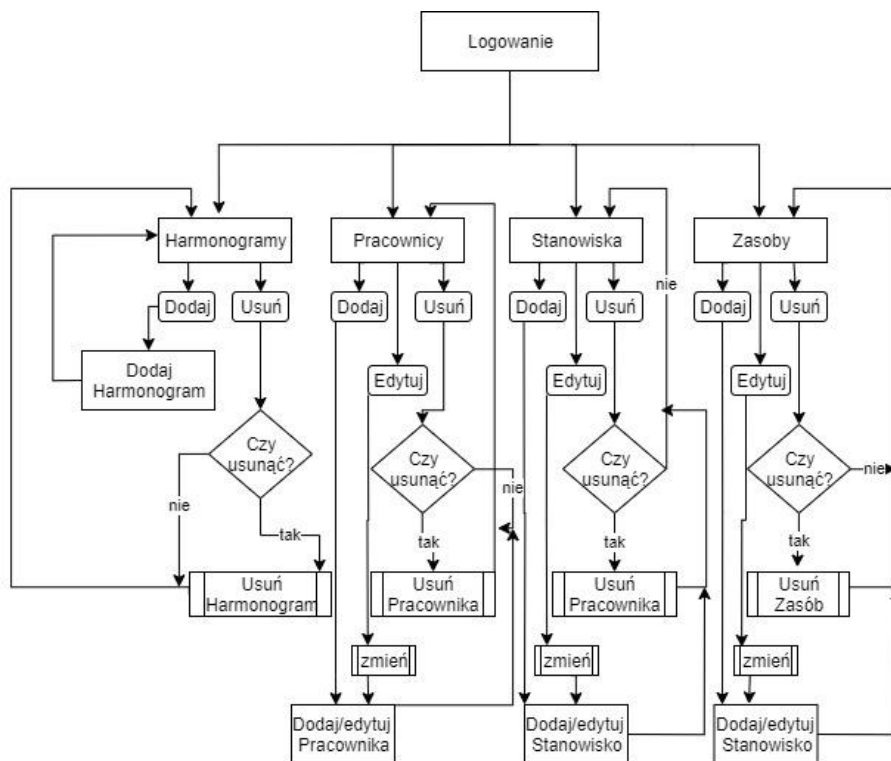 Logowanie
Harmonogramy
Pracownicy
Stanowiska
Zasoby
nie
Dodaj
Usuń
Dodaj
Usuń
Dodaj
Usuń
Dodaj
Usuń
Dodaj
Harmonogram
Edytuj
Edytuj
Edytuj
Czy
usunąć?
Czy
usunąć?
Czy
usunąć?
Czy
usunąć?
nie
nie
nie
tak
tak
tak
tak
Usuń
Harmonogram
Usuń
Pracownika
Usuń
Pracownika
Usuń
Zasób
zmień
zmień
zmień
Dodaj/edytuj
Pracownika
Dodaj/edytuj
Stanowisko
Dodaj/edytuj
Stanowisko